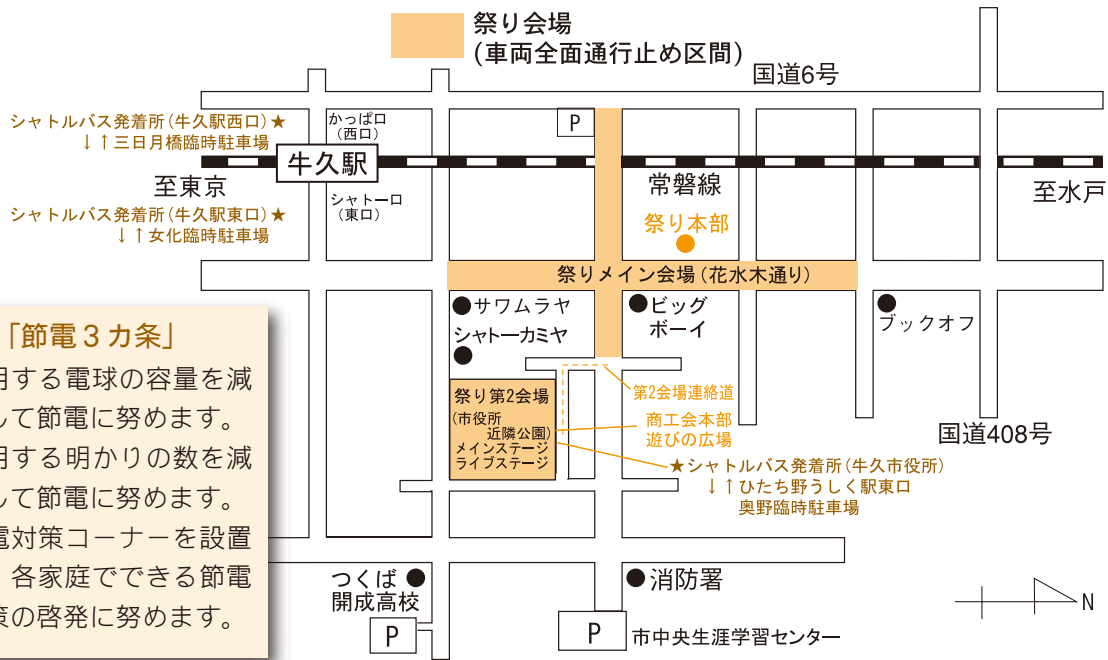 祭り会場
(車両全面通行止め区間)
国道6号
シャトルバス発着所(牛久駅西口)★
↓↑三日月橋臨時駐車場
かっぱ口
(西口)
P
牛久駅
至東京
常磐線
至水戸
シャトー口
(東口)
シャトルバス発着所(牛久駅東口)★
↓↑女化臨時駐車場
祭り本部
祭りメイン会場(花水木通り)
サワムラヤ
シャトーカミヤ
ビッグ
ボーイ
ブックオフ
「節電3カ条」
用する電球の容量を減
して節電に努めます。
用する明かりの数を減
して節電に努めます。
電対策コーナーを設置
各家庭でできる節電
策の啓発に努めます。
祭り第2会場
(市役所
近隣公園)
メインステージ
ライブステージ
第2会場連絡道
商工会本部
遊びの広場
国道408号
★シャトルバス発着所(牛久市役所)
↓↑ひたち野うしく駅東口
奥野臨時駐車場
つくば
開成高校
消防署
P
P
市中央生涯学習センター
N